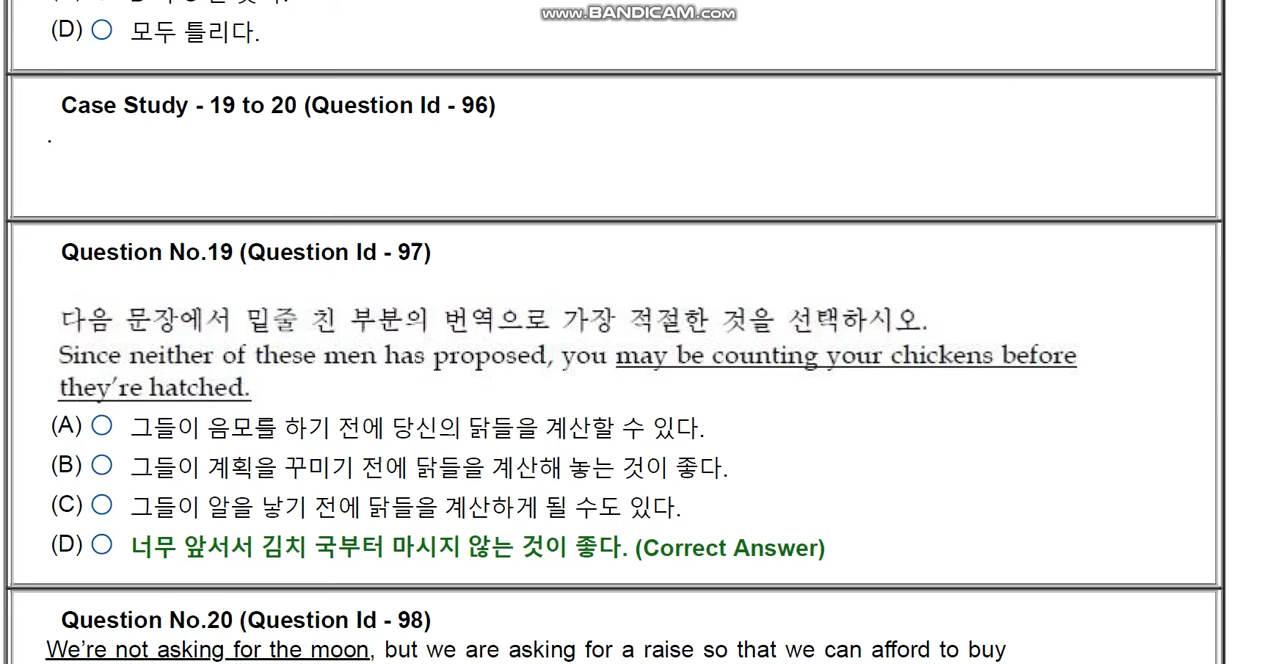 www.BANDICAM.com
(D) 모두 틀리다.
Case Study - 19 to 20 (Question Id - 96)
.
Question No.19 (Question Id - 97)
다음 문장에서 밑줄 친 부분의 번역으로 가장 적절한 것을 선택하시오.
Since neither of these men has proposed, you may be counting your chickens before
they're hatched.
(A) 그들이 음모를 하기 전에 당신의 닭들을 계산할 수 있다.
(B) 그들이 계획을 꾸미기 전에 닭들을 계산해 놓는 것이 좋다.
(C) 그들이 알을 낳기 전에 닭들을 계산하게 될 수도 있다.
(D) 너무 앞서서 김치 국부터 마시지 않는 것이 좋다. (Correct Answer)
Question No.20 (Question Id - 98)
We're not asking for the moon, but we are asking for a raise so that we can afford to buy